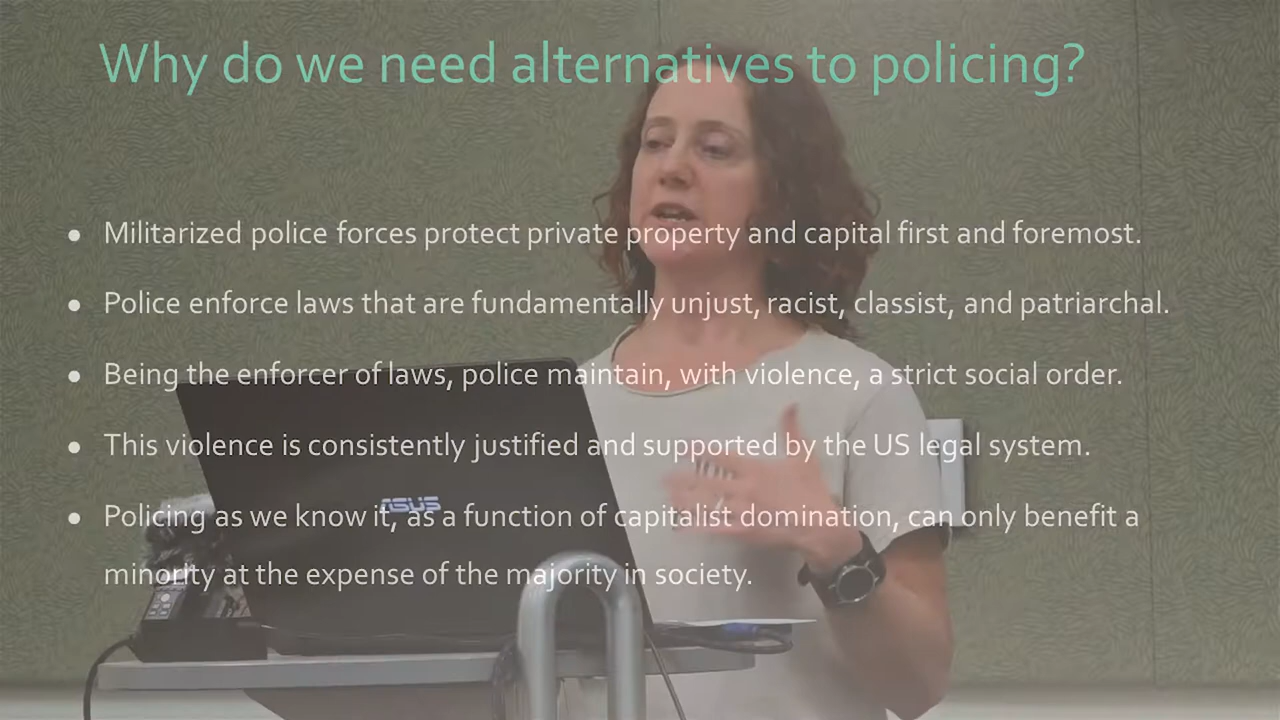 Why do we need alternatives to policing?
● Militarized police forces protect private property and capital first and foremost.
● Police enforce laws that are fundamentally unjust, racist, classist, and patriarchal.
● Being the enforcer of laws, police maintain, with violence, a strict social order.
● This violence is consistently justified and supported by the US legal system.
● Policing as we know it, as a function of capitalist domination, can only benefit a
minority at the expense of the majority in society.
ASUS